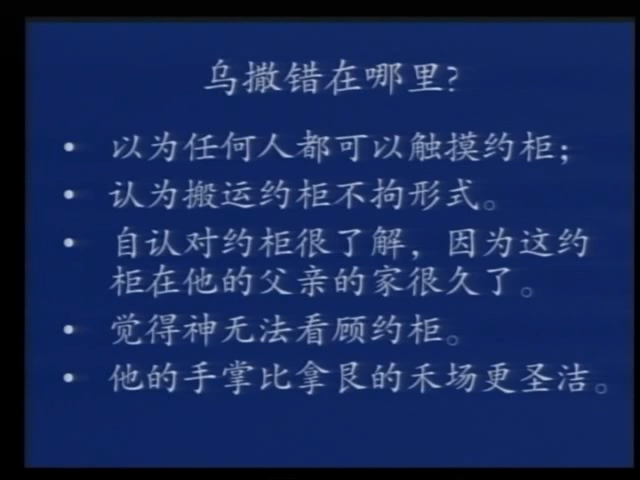 乌撒错在哪里?
• 以为任何人都可以触摸约柜；
• 认为搬运约柜不拘形式。
• 自认对约柜很了解，因为这约
柜在他的父亲的家很久了。
• 觉得神无法看顾约柜。
• 他的手掌比拿艮的禾场更圣洁。